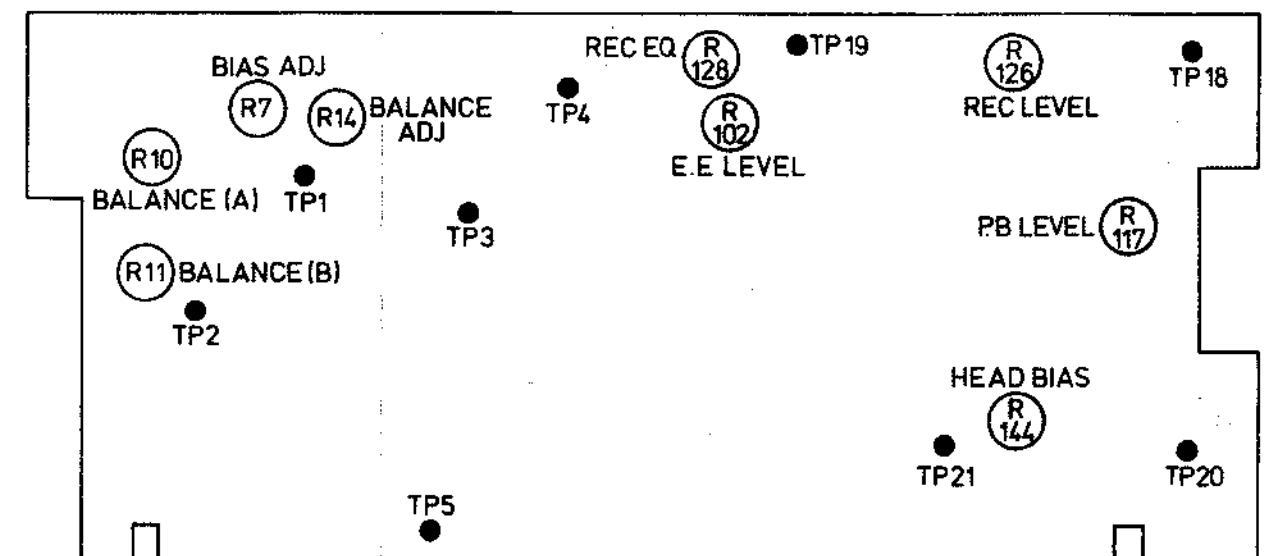 REC EQ
R
128
TP19
R
126
REC LEVEL
TP18
BIAS ADJ
R7
R14
BALANCE
ADJ
TP4
R
102
E.E LEVEL
R10
BALANCE (A)
TP1
TP3
P.B LEVEL
R
117
R11
BALANCE (B)
TP2
HEAD BIAS
R
144
TP21
TP20
TP5